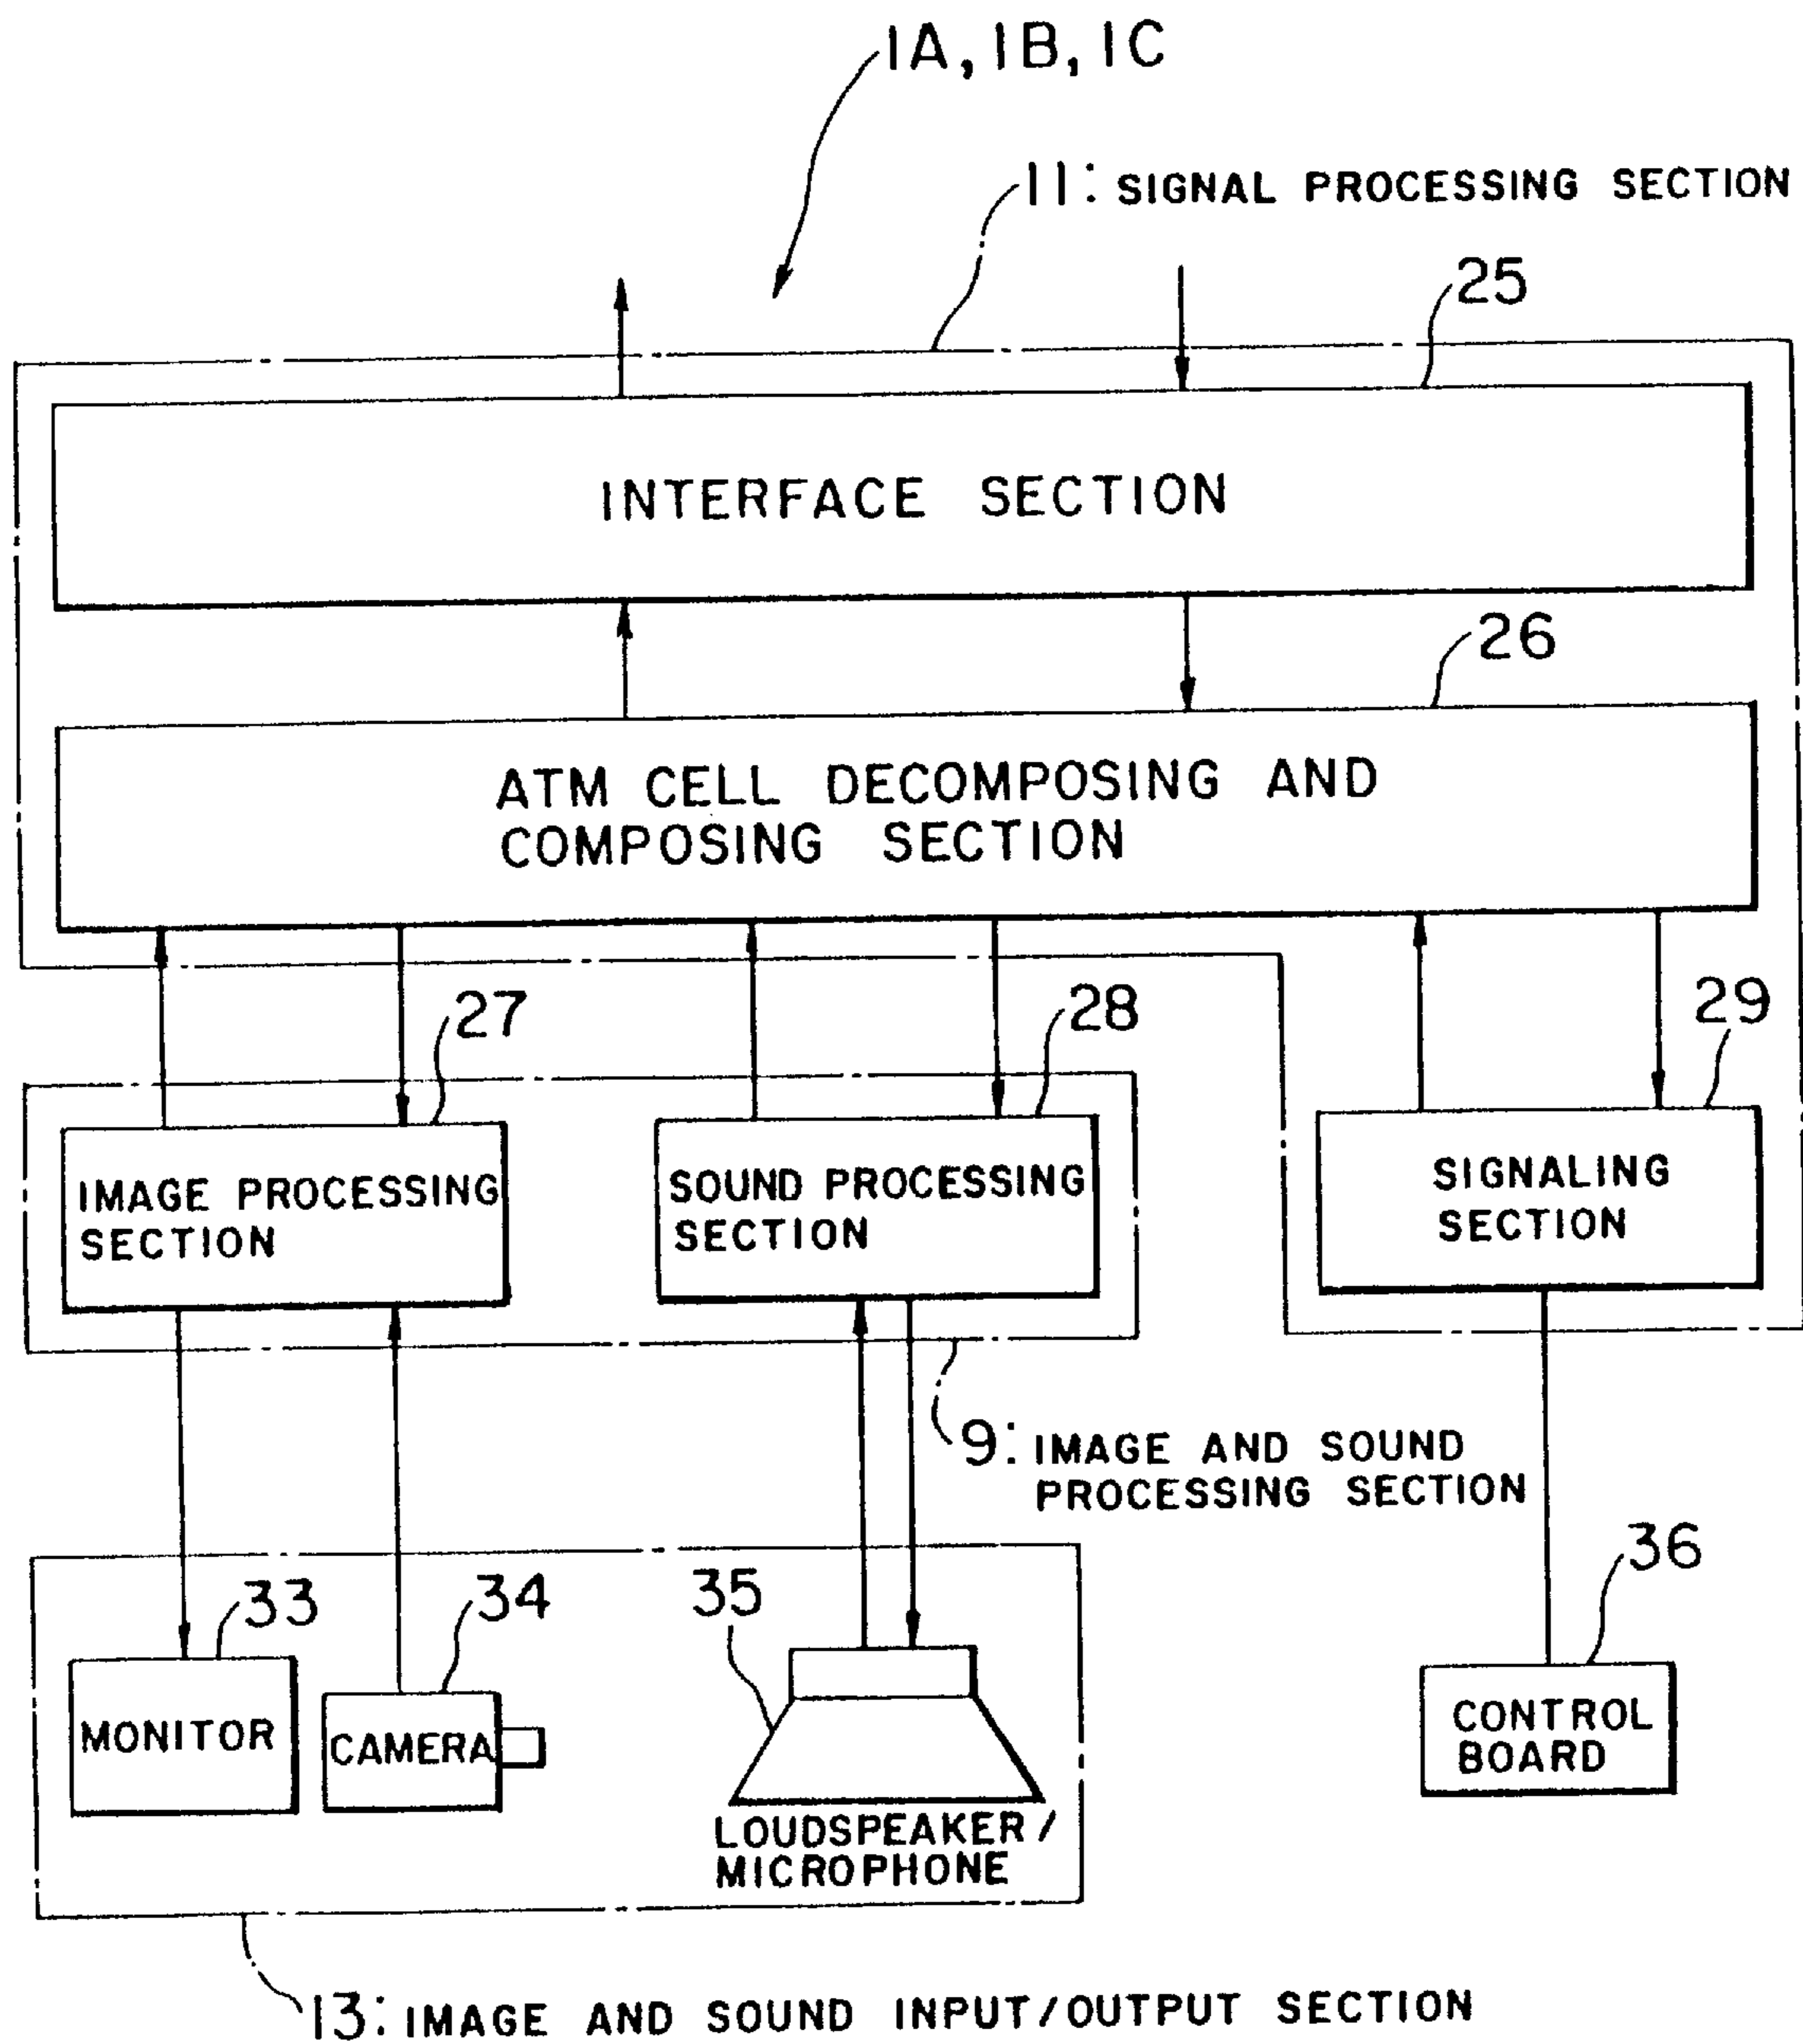 1A, 1B, 1C
11: SIGNAL PROCESSING SECTION
25
INTERFACE SECTION
26
ATM CELL DECOMPOSING AND
COMPOSING SECTION
27
28
29
IMAGE PROCESSING
SECTION
SOUND PROCESSING
SECTION
SIGNALING
SECTION
9: IMAGE AND SOUND
PROCESSING SECTION
33
34
35
36
MONITOR
CAMERA
LOUDSPEAKER/
MICROPHONE
CONTROL
BOARD
13: IMAGE AND SOUND INPUT/OUTPUT SECTION